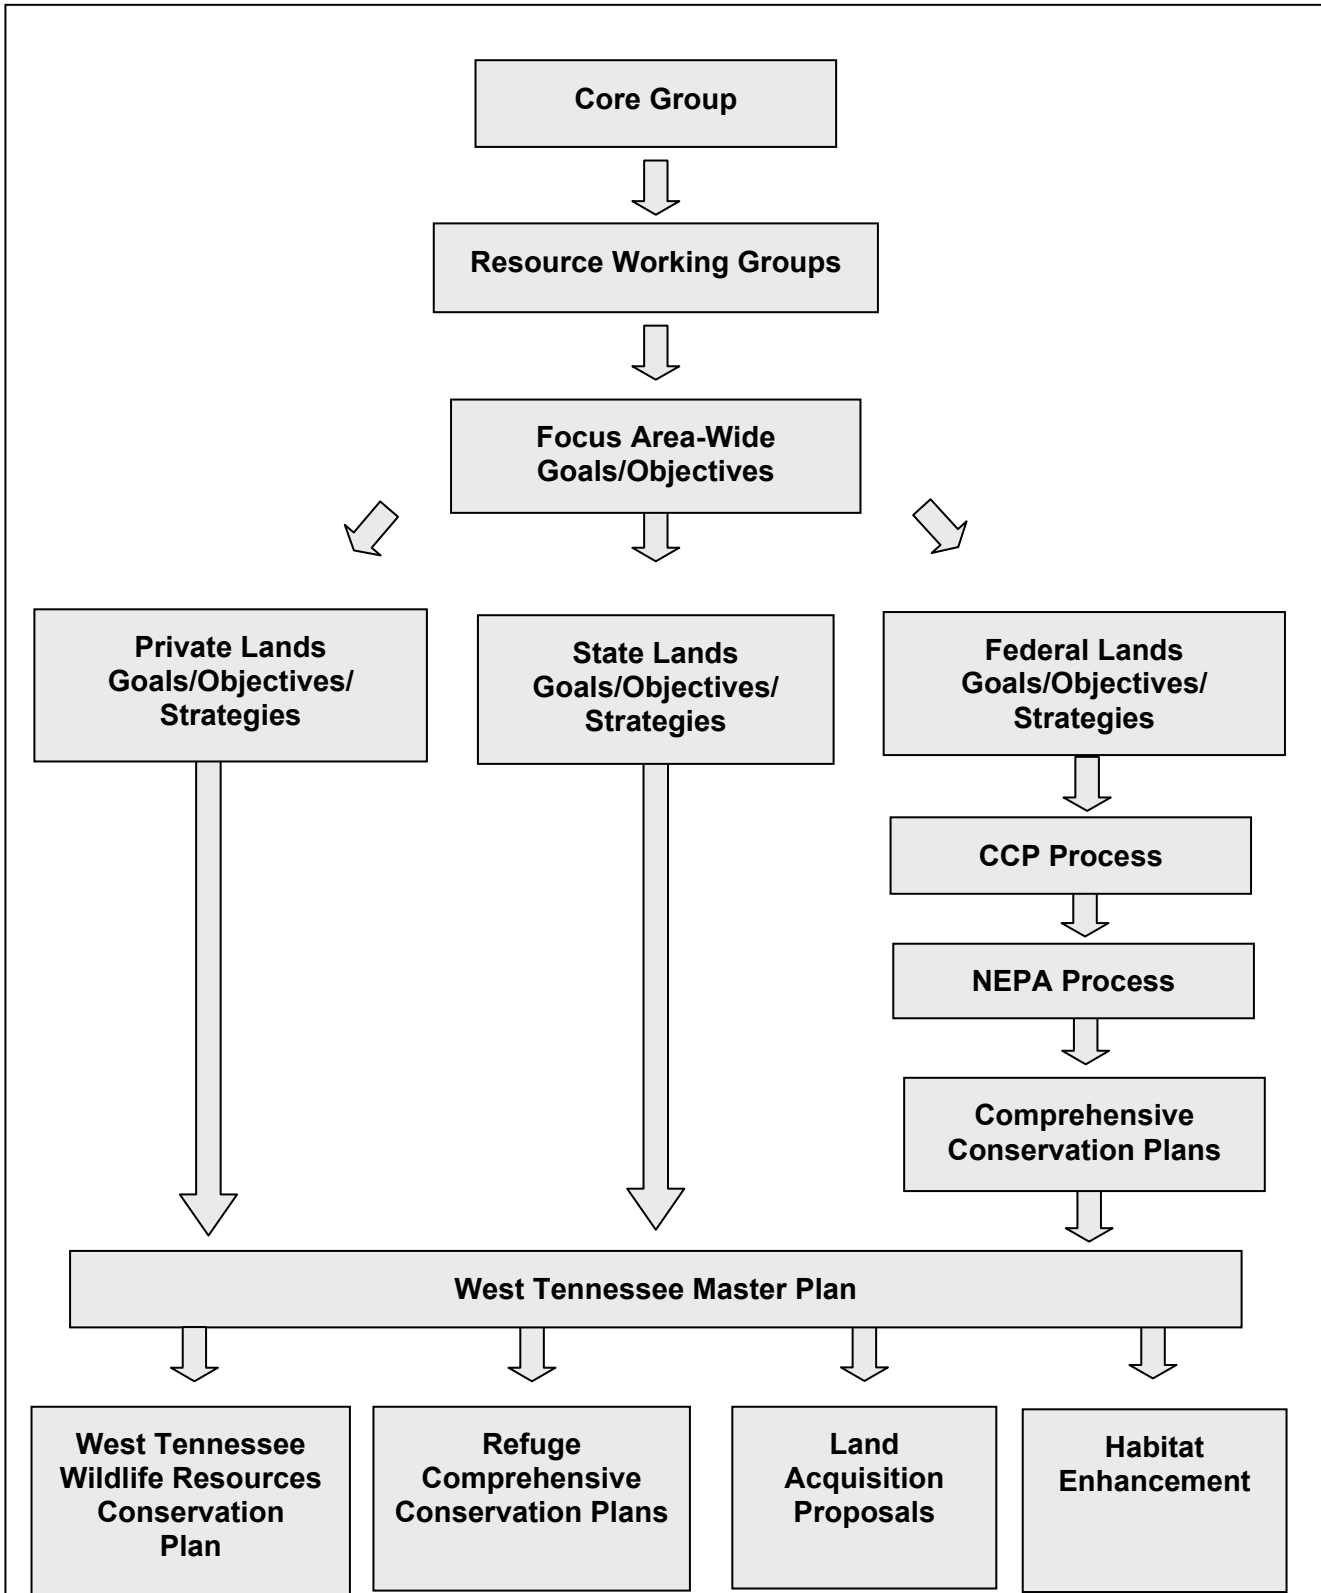 Core Group
Resource Working Groups
Focus Area-Wide
Goals/Objectives
Private Lands
Goals/Objectives/
Strategies
State Lands
Goals/Objectives/
Strategies
Federal Lands
Goals/Objectives/
Strategies
CCP Process
NEPA Process
Comprehensive
Conservation Plans
West Tennessee Master Plan
West Tennessee
Wildlife Resources
Conservation
Plan
Refuge
Comprehensive
Conservation Plans
Land
Acquisition
Proposals
Habitat
Enhancement